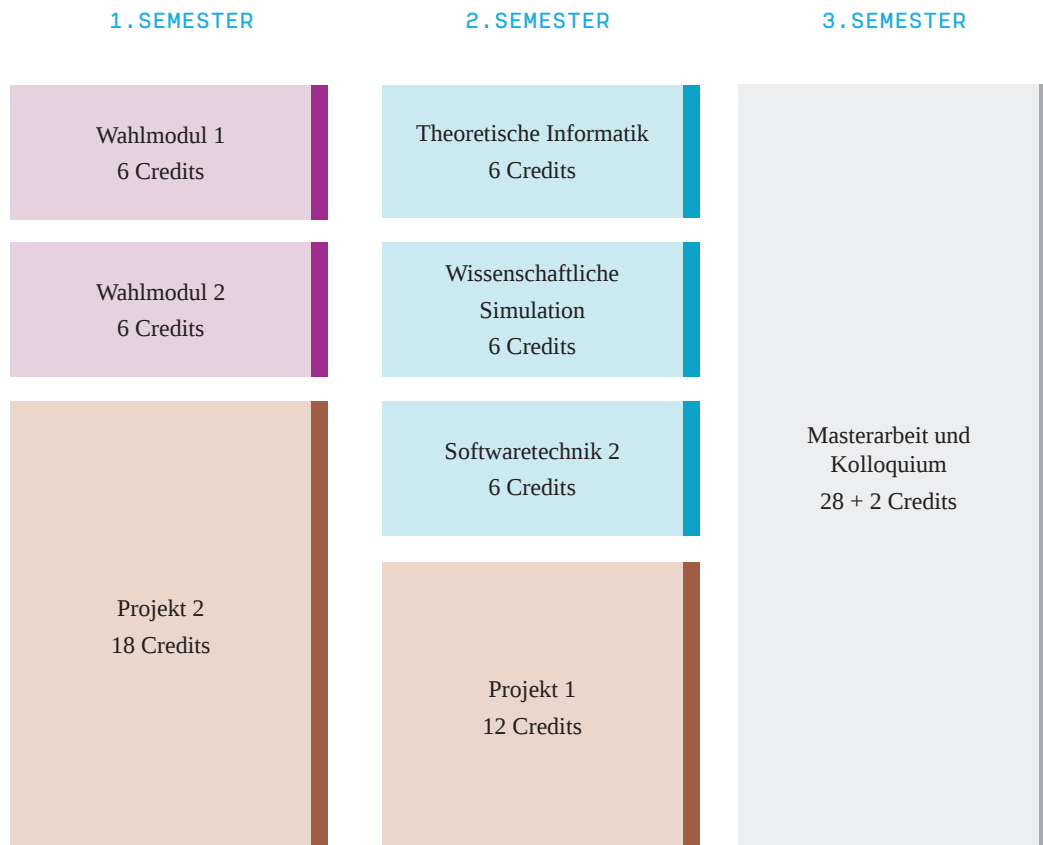 1.SEMESTER
2.SEMESTER
3.SEMESTER
Wahlmodul 1
6 Credits
Wahlmodul 2
6 Credits
Projekt 2
18 Credits
Theoretische Informatik
6 Credits
Wissenschaftliche
Simulation
6 Credits
Softwaretechnik 2
6 Credits
Projekt 1
12 Credits
Masterarbeit und
Kolloquium
28 + 2 Credits